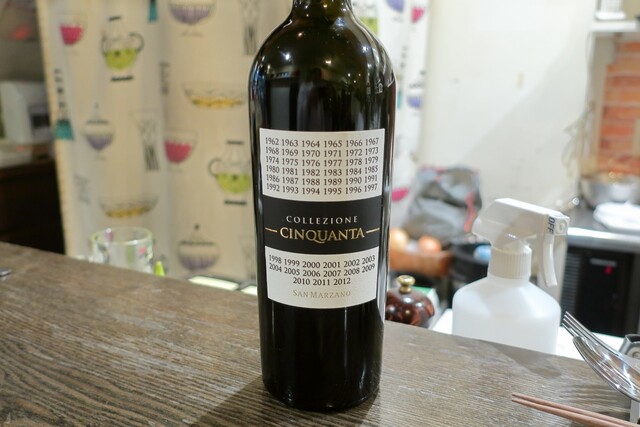 1962 1963 1964 1965 1966 1967
1968 1969 1970 1971 1972 1973
1974 1975 1976 1977 1978 1979
1980 1981 1982 1983 1984 1985
1986 1987 1988 1989 1990 1991
1992 1993 1994 1995 1996 1997
COLLEZIONE
CINQUANTA
1998 1999 2000 2001 2002 2003
2004 2005 2006 2007 2008 2009
2010 2011 2012
SAN MARZANO
OFF